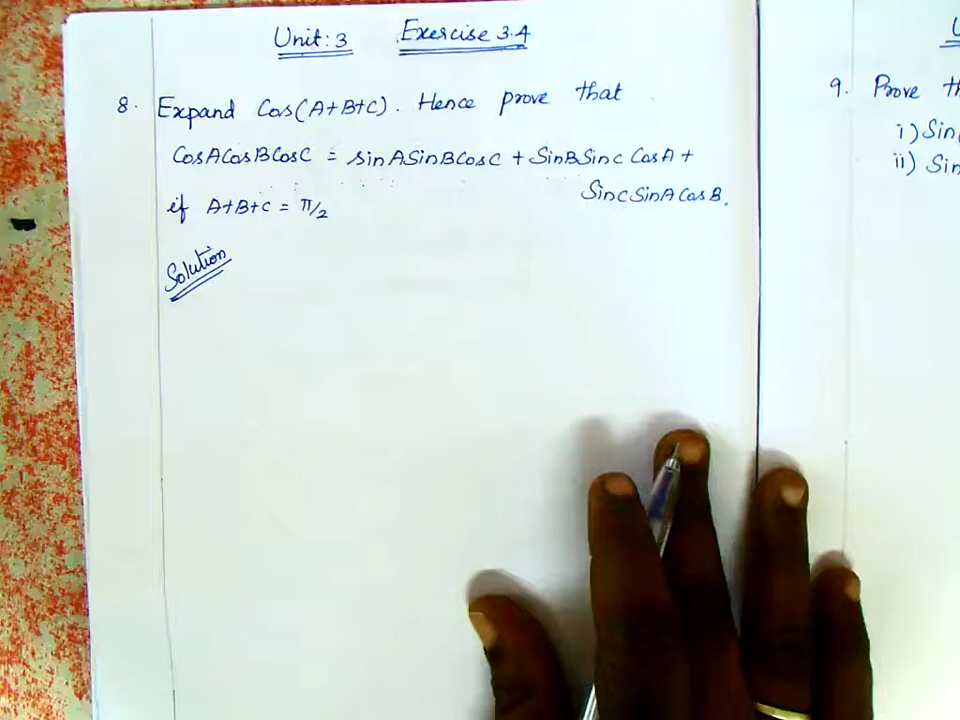 Unit: 3 Exercise 3.4
8. Expand Cos(A+B+C). Hence prove that
CosACosBCosC = sinASinBCosC + SinBSinc CosA +
SincSinA CosB.
if A+B+C = π/2
Solution
9. Prove
i) Sin
ii) Sin